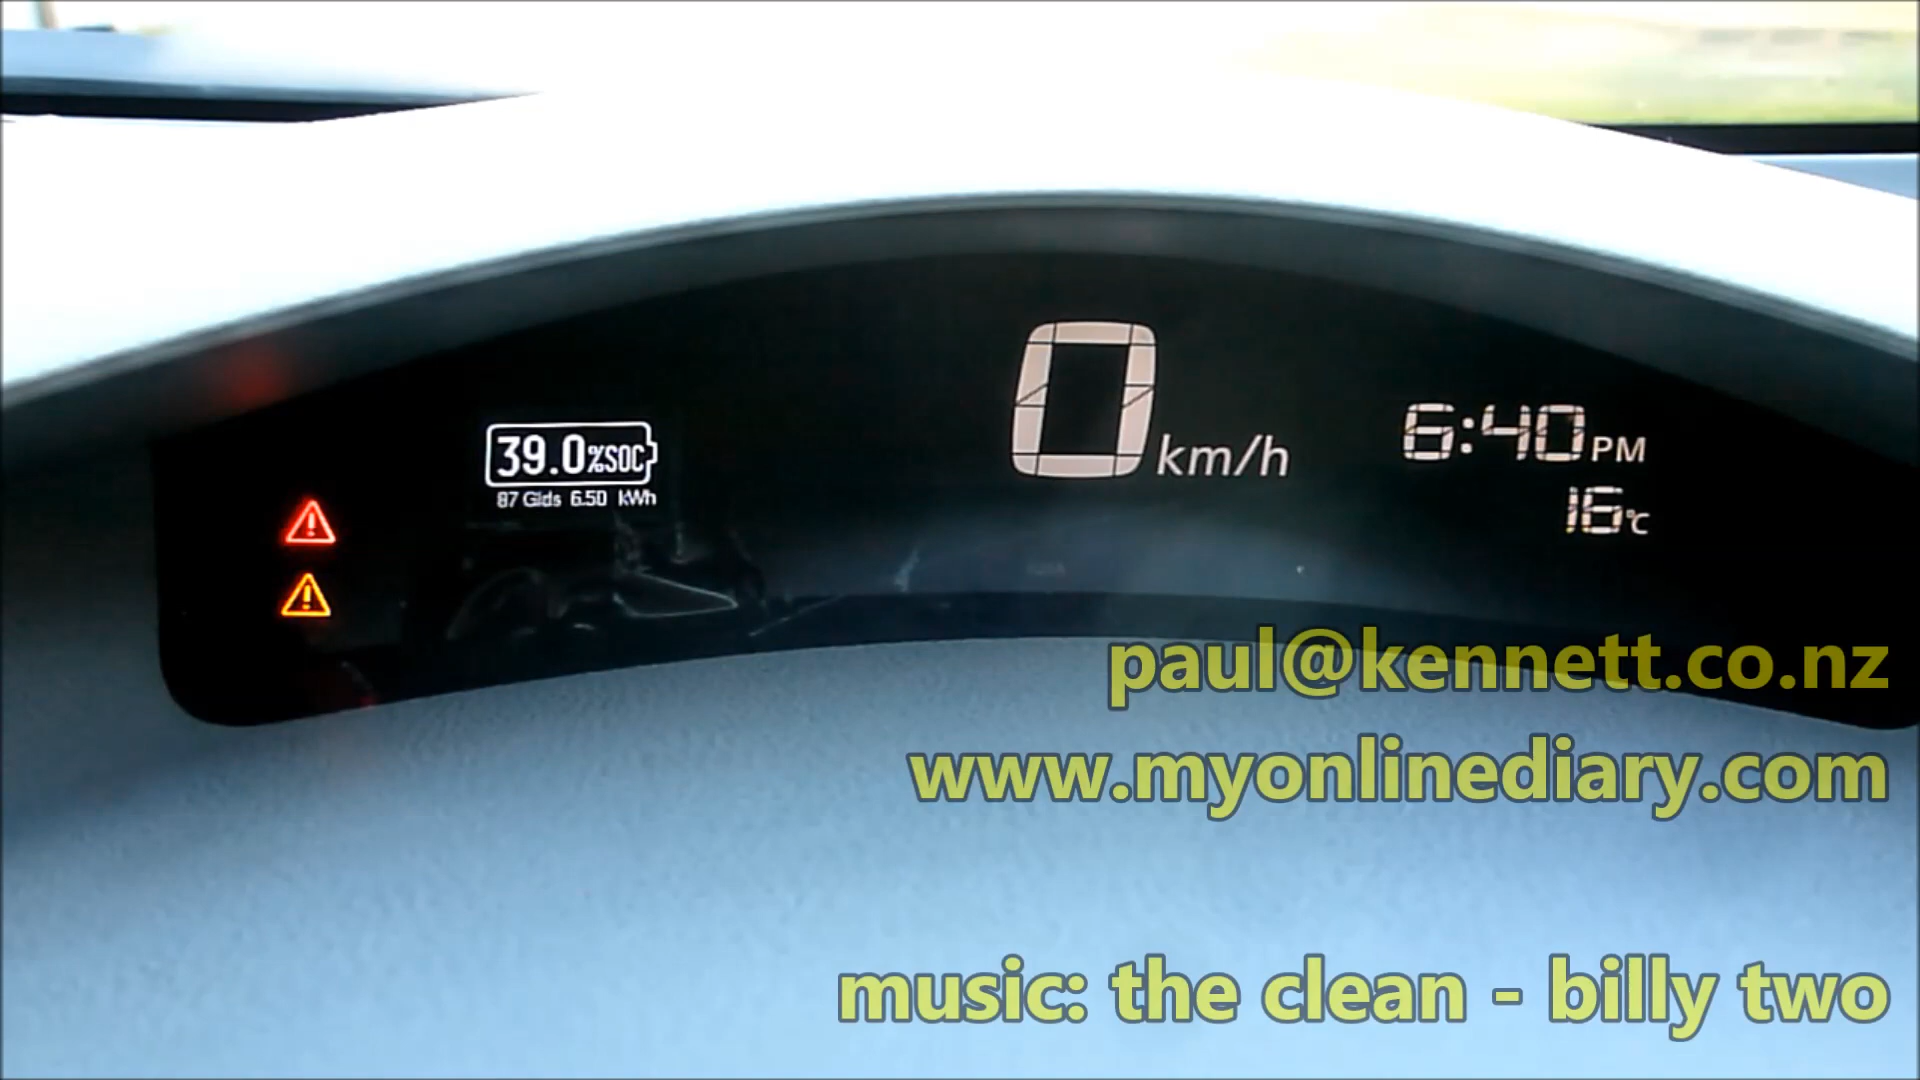 39.0%SOC
87 Gids 6.50 kWh
0 km/h
6:40 PM
16°C
paul@kennett.co.nz
www.myonlinediary.com
music: the clean - billy two